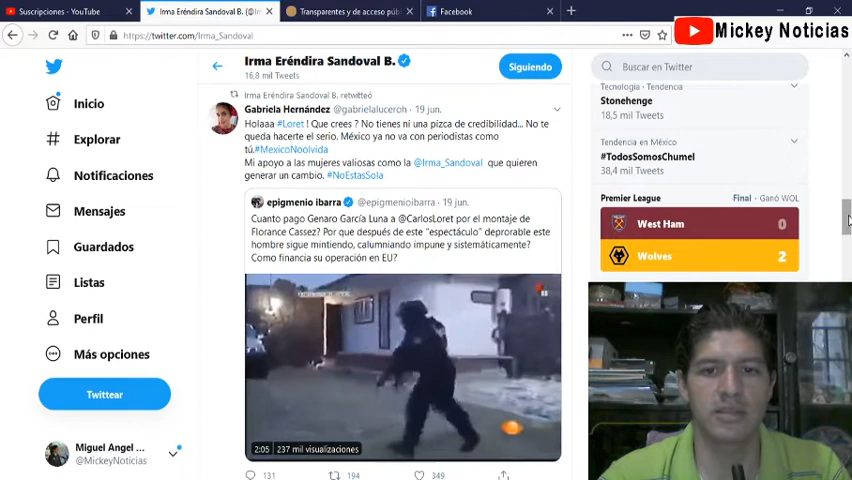 Suscripciones - YouTube
Irma Eréndira Sandoval B. (@Ir
Transparentes y de acceso públ
Facebook
Mickey Noticias
https://twitter.com/Irma_Sandoval
Inicio
Explorar
Notificaciones
Mensajes
Guardados
Listas
Perfil
Más opciones
Twittear
Miguel Angel ...
@MickeyNoticias
Irma Eréndira Sandoval B.
16,8 mil Tweets
Siguiendo
Irma Eréndira Sandoval B. retwitteó
Gabriela Hernández @gabrielaluceroh · 19 jun.
Holaaa #Loret ! Que crees ? No tienes ni una pizca de credibilidad... No te
queda hacerte el serio. México ya no va con periodistas como
tú.#MexicoNoolvida
Mi apoyo a las mujeres valiosas como la @Irma_Sandoval que quieren
generar un cambio. #NoEstasSola
epigmenio ibarra @epigmenioibarra · 19 jun.
Cuanto pago Genaro García Luna a @CarlosLoret por el montaje de
Florance Cassez? Por que después de este "espectáculo" deprorable este
hombre sigue mintiendo, calumniando impune y sistemáticamente?
Como financia su operación en EU?
2:05 237 mil visualizaciones
131
194
349
Buscar en Twitter
Tecnología · Tendencia
Stonehenge
18,5 mil Tweets
Tendencia en México
#TodosSomosChumel
38,4 mil Tweets
Premier League
Final · Ganó WOL
West Ham 0
Wolves 2